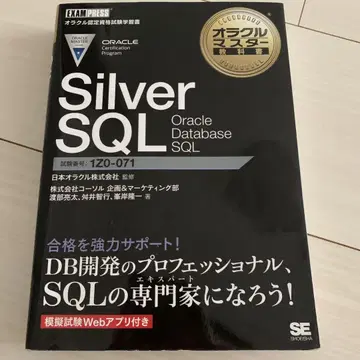 EXAMPRESS
オラクル認定資格試験学習書
ORACLE MASTER
ORACLE
Certification
Program
オラクル
マスター
教科書
Silver
SQL
Oracle
Database
SQL
試験番号：1Z0-071
日本オラクル株式会社 監修
株式会社コーソル 企画&マーケティング部
渡部亮太、舛井智行、峯岸隆一 著
合格を強力サポート！
DB開発のプロフェッショナル、
エキスパート
SQLの専門家になろう！
模擬試験Webアプリ付き
SE
SHOEISHA